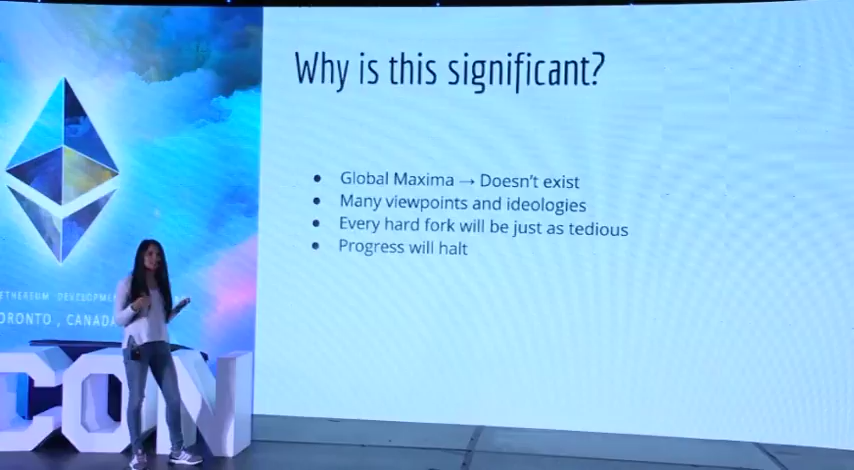 Why is this significant?
• Global Maxima → Doesn't exist
• Many viewpoints and ideologies
• Every hard fork will be just as tedious
• Progress will halt
ETHEREUM DEVELOPME
ORONTO, CANADA
CON